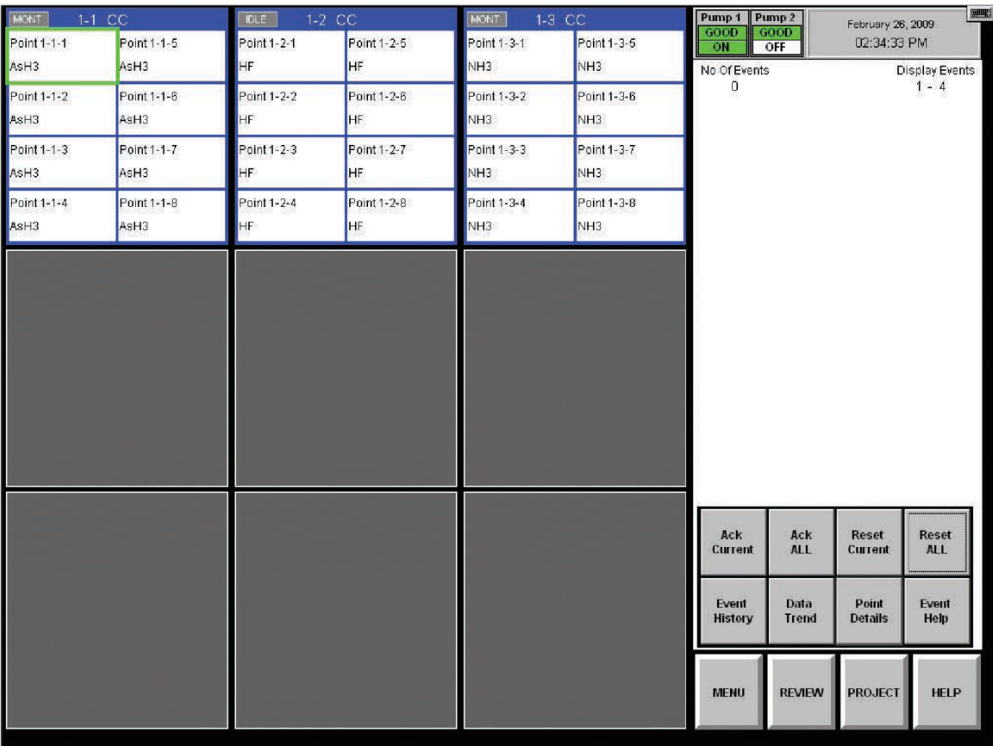 MONT 1-1 CC
Point 1-1-1 Point 1-1-5
AsH3 AsH3
Point 1-1-2 Point 1-1-6
AsH3 AsH3
Point 1-1-3 Point 1-1-7
AsH3 AsH3
Point 1-1-4 Point 1-1-8
AsH3 AsH3
IDLE 1-2 CC
Point 1-2-1 Point 1-2-5
HF HF
Point 1-2-2 Point 1-2-6
HF HF
Point 1-2-3 Point 1-2-7
HF HF
Point 1-2-4 Point 1-2-8
HF HF
MONT 1-3 CC
Point 1-3-1 Point 1-3-5
NH3 NH3
Point 1-3-2 Point 1-3-6
NH3 NH3
Point 1-3-3 Point 1-3-7
NH3 NH3
Point 1-3-4 Point 1-3-8
NH3 NH3
Pump 1 Pump 2
GOOD GOOD
ON OFF
February 26, 2009
02:34:33 PM
No Of Events Display Events
0 1 - 4
Ack Current
Ack ALL
Reset Current
Reset ALL
Event History
Data Trend
Point Details
Event Help
MENU REVIEW PROJECT HELP